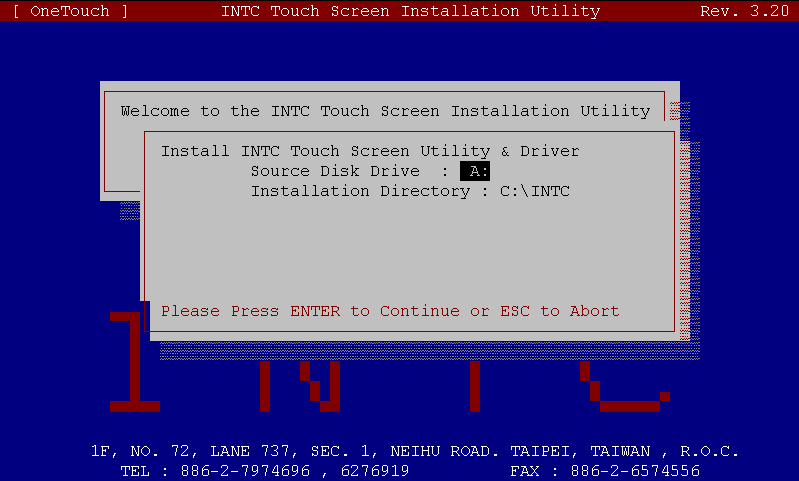 [ OneTouch ] INTC Touch Screen Installation Utility Rev. 3.20
Welcome to the INTC Touch Screen Installation Utility
Install INTC Touch Screen Utility & Driver
Source Disk Drive : A:
Installation Directory : C:\INTC
Please Press ENTER to Continue or ESC to Abort
1F, NO. 72, LANE 737, SEC. 1, NEIHU ROAD. TAIPEI, TAIWAN , R.O.C.
TEL : 886-2-7974696 , 6276919 FAX : 886-2-6574556